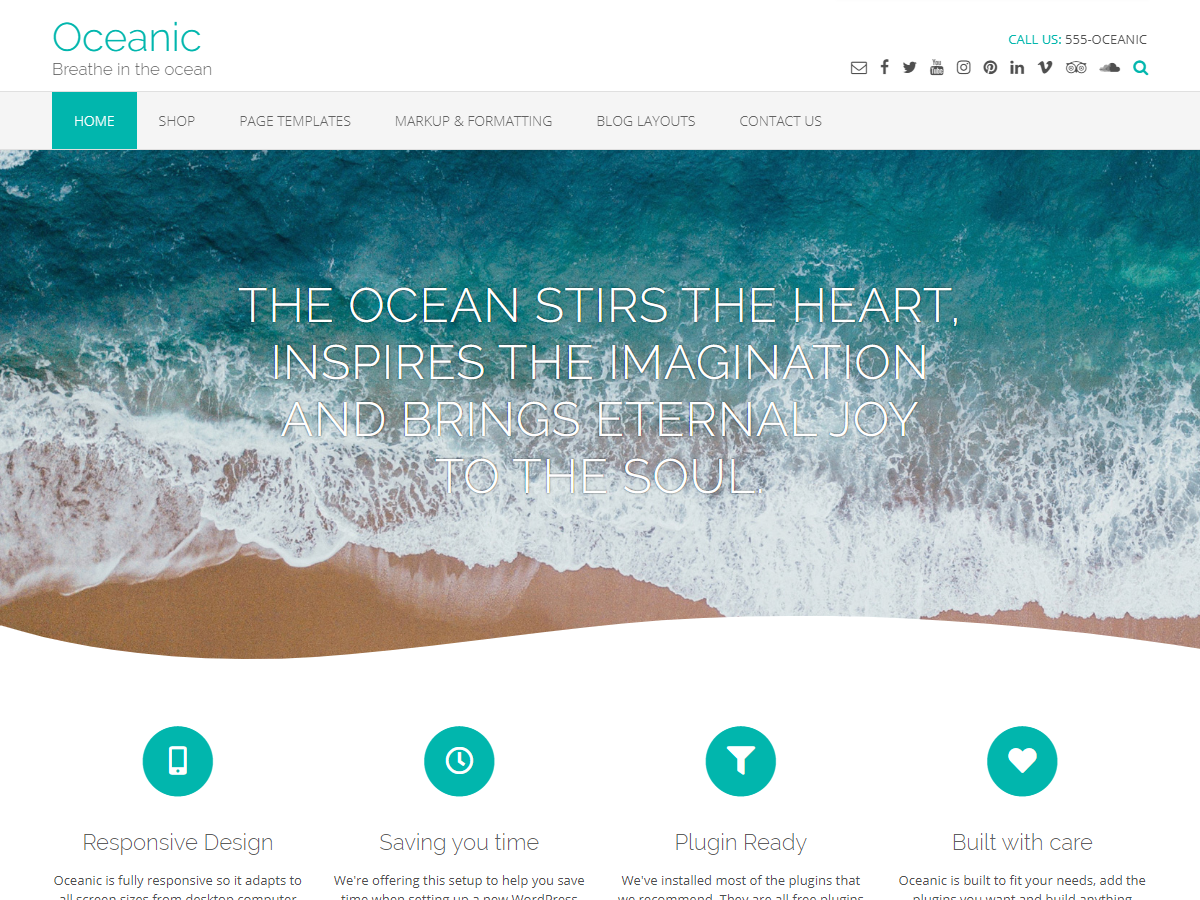 Oceanic
Breathe in the ocean
CALL US: 555-OCEANIC
You
Tube
HOME SHOP PAGE TEMPLATES MARKUP & FORMATTING BLOG LAYOUTS CONTACT US
THE OCEAN STIRS THE HEART,
INSPIRES THE IMAGINATION
AND BRINGS ETERNAL JOY
TO THE SOUL.
Responsive Design
Oceanic is fully responsive so it adapts to
all screen sizes from desktop computer
Saving you time
We're offering this setup to help you save
time when setting up a new WordPress
Plugin Ready
We've installed most of the plugins that
we recommend. They are all free plugins
Built with care
Oceanic is built to fit your needs, add the
plugins you want and build anything